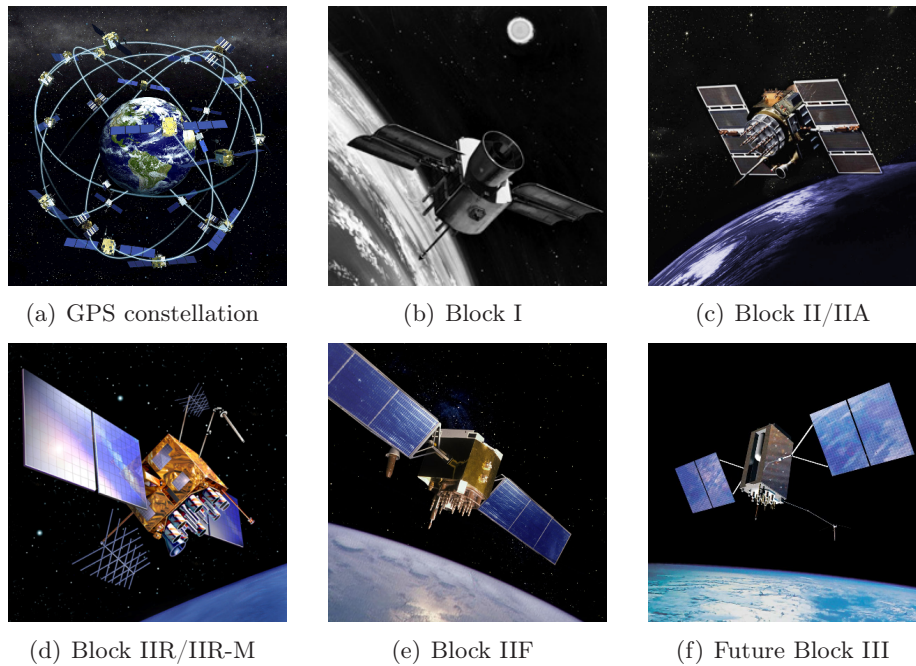 (a) GPS constellation
(b) Block I
(c) Block II/IIA
(d) Block IIR/IIR-M
(e) Block IIF
(f) Future Block III